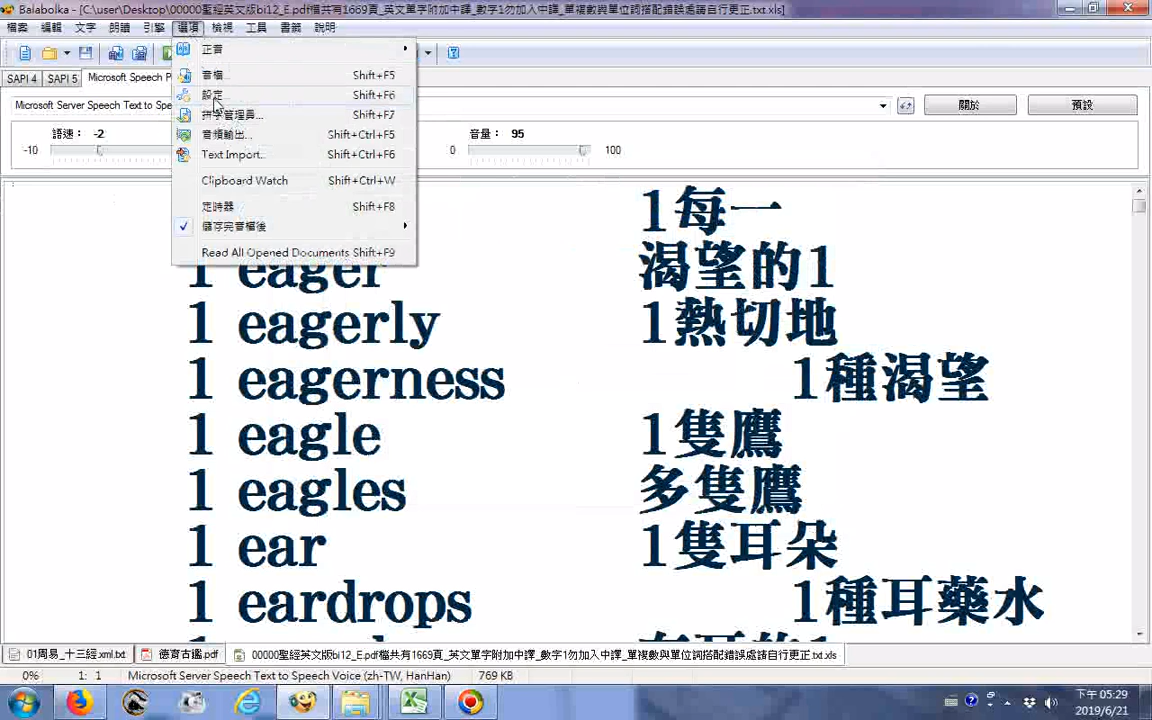 Balabolka - [C:\user\Desktop\00000聖經英文版bi12_E.pdf檔共有1669頁_英文單字附加中譯_數字1勿加入中譯_單複數與單位詞搭配錯誤處請自行更正.txt.xls]
檔案 編輯 文字 朗讀 引擎 選項 檢視 工具 書籤 說明
正音
音檔... Shift+F5
設定... Shift+F6
拼字管理員... Shift+F7
音頻輸出... Shift+Ctrl+F5
Text Import... Shift+Ctrl+F6
Clipboard Watch Shift+Ctrl+W
定時器 Shift+F8
儲存完音檔後
Read All Opened Documents Shift+F9
SAPI 4 SAPI 5 Microsoft Speech P
Microsoft Server Speech Text to Spe 關於 預設
語速： -2 音量： 95
-10 0 100
1每一
1 eager 渴望的1
1 eagerly 1熱切地
1 eagerness 1種渴望
1 eagle 1隻鷹
1 eagles 多隻鷹
1 ear 1隻耳朵
1 eardrops 1種耳藥水
01周易_十三經.xml.txt 德育古鑑.pdf 00000聖經英文版bi12_E.pdf檔共有1669頁_英文單字附加中譯_數字1勿加入中譯_單複數與單位詞搭配錯誤處請自行更正.txt.xls
0% 1: 1 Microsoft Server Speech Text to Speech Voice (zh-TW, HanHan) 769 KB
下午 05:29
2019/6/21